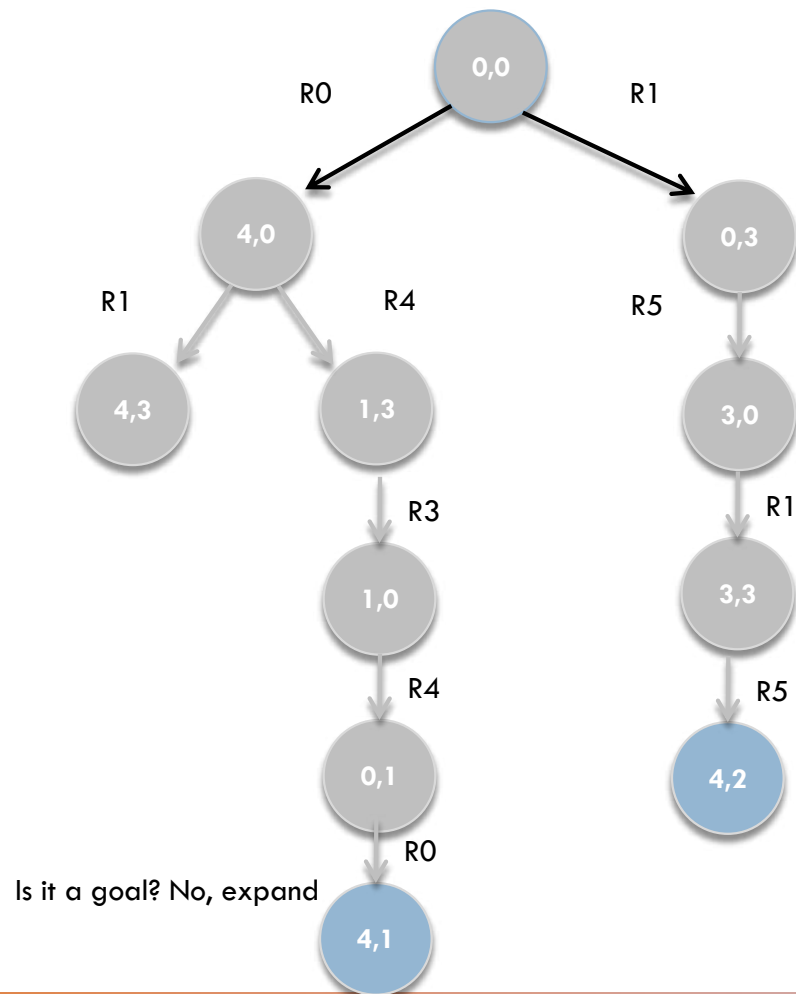 0,0
R0
R1
4,0
0,3
R1
R4
R5
4,3
1,3
3,0
R3
R1
1,0
3,3
R4
R5
0,1
4,2
R0
Is it a goal? No, expand
4,1